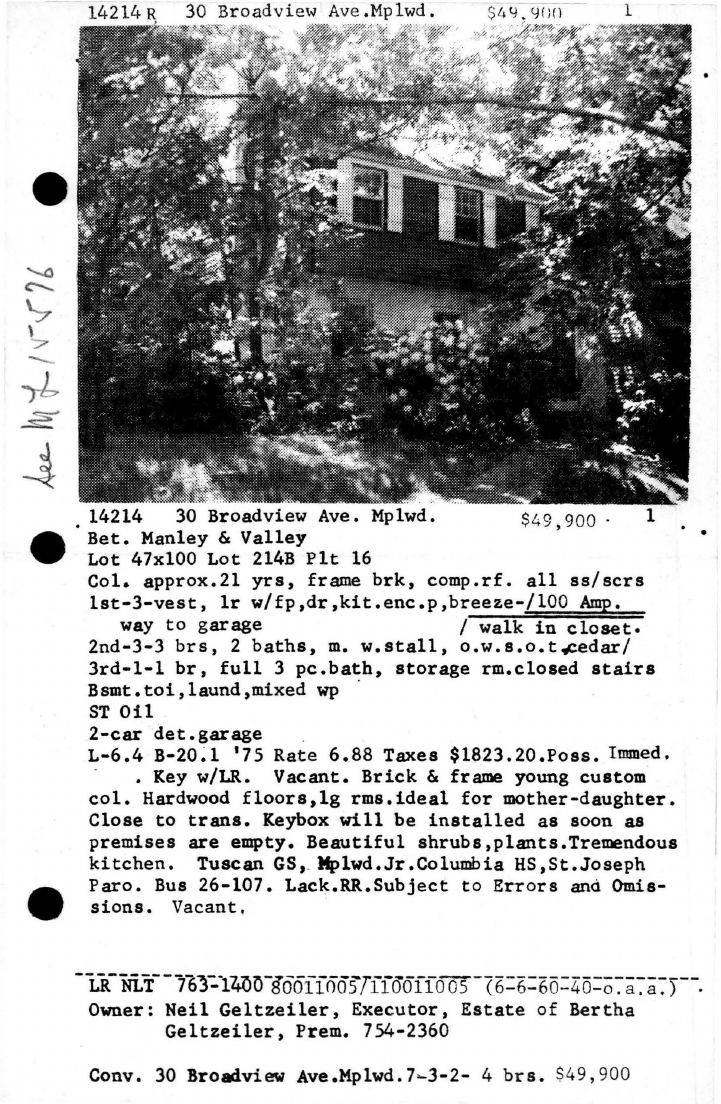 14214 R 30 Broadview Ave.Mplwd. $49,900 1
See ML 15596
14214 30 Broadview Ave. Mplwd. $49,900 · 1
Bet. Manley & Valley
Lot 47x100 Lot 214B Plt 16
Col. approx.21 yrs, frame brk, comp.rf. all ss/scrs
1st-3-vest, lr w/fp,dr,kit.enc.p,breeze-/100 Amp.
way to garage / walk in closet.
2nd-3-3 brs, 2 baths, m. w.stall, o.w.s.o.t.cedar/
3rd-1-1 br, full 3 pc.bath, storage rm.closed stairs
Bsmt.toi,laund,mixed wp
ST Oil
2-car det.garage
L-6.4 B-20.1 '75 Rate 6.88 Taxes $1823.20.Poss. Immed.
. Key w/LR. Vacant. Brick & frame young custom
col. Hardwood floors,lg rms.ideal for mother-daughter.
Close to trans. Keybox will be installed as soon as
premises are empty. Beautiful shrubs,plants.Tremendous
kitchen. Tuscan GS, Mplwd.Jr.Columbia HS,St.Joseph
Paro. Bus 26-107. Lack.RR.Subject to Errors and Omis-
sions. Vacant.
LR NLT 763-1400 80011005/110011005 (6-6-60-40-o.a.a.)
Owner: Neil Geltzeiler, Executor, Estate of Bertha
Geltzeiler, Prem. 754-2360
Conv. 30 Broadview Ave.Mplwd.7-3-2- 4 brs. $49,900